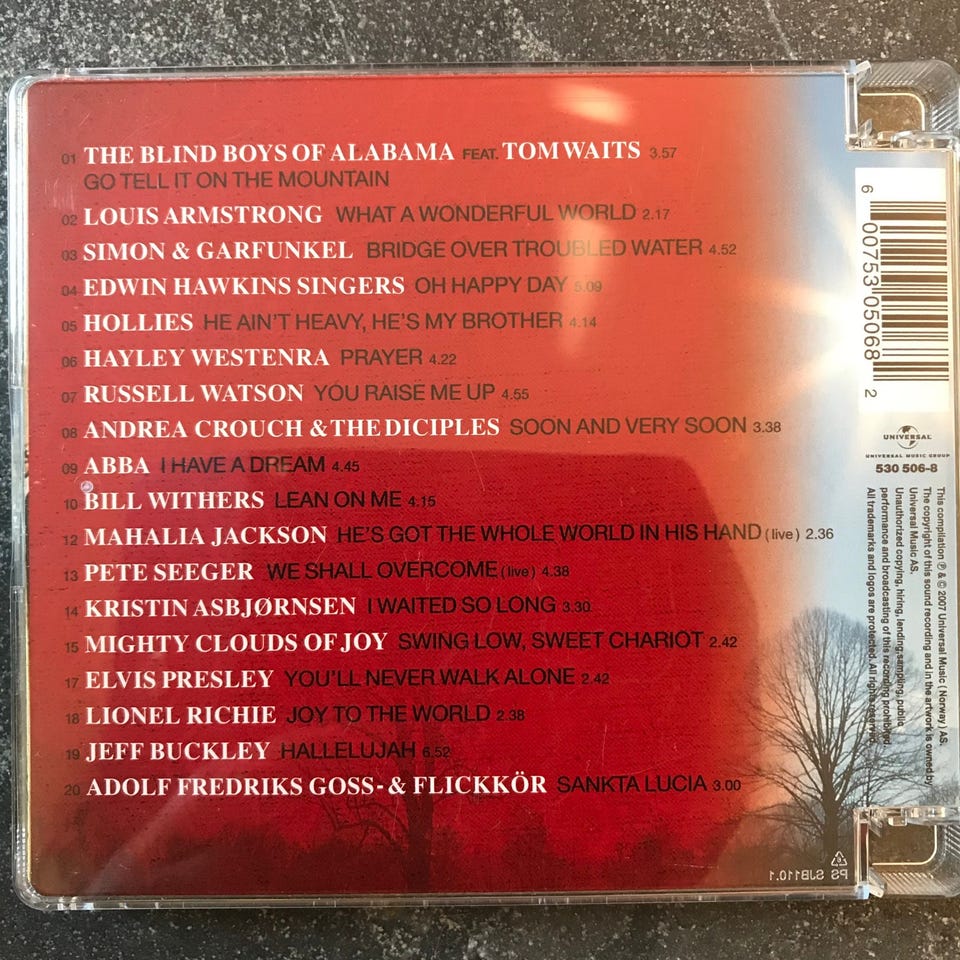 01 THE BLIND BOYS OF ALABAMA FEAT. TOM WAITS 3.57
GO TELL IT ON THE MOUNTAIN
02 LOUIS ARMSTRONG WHAT A WONDERFUL WORLD 2.17
03 SIMON & GARFUNKEL BRIDGE OVER TROUBLED WATER 4.52
04 EDWIN HAWKINS SINGERS OH HAPPY DAY 5.09
05 HOLLIES HE AIN'T HEAVY, HE'S MY BROTHER 4.14
06 HAYLEY WESTENRA PRAYER 4.22
07 RUSSELL WATSON YOU RAISE ME UP 4.55
08 ANDREA CROUCH & THE DICIPLES SOON AND VERY SOON 3.38
09 ABBA I HAVE A DREAM 4.45
10 BILL WITHERS LEAN ON ME 4.15
12 MAHALIA JACKSON HE'S GOT THE WHOLE WORLD IN HIS HAND (live) 2.36
13 PETE SEEGER WE SHALL OVERCOME (live) 4.38
14 KRISTIN ASBJØRNSEN I WAITED SO LONG 3.30
15 MIGHTY CLOUDS OF JOY SWING LOW, SWEET CHARIOT 2.42
17 ELVIS PRESLEY YOU'LL NEVER WALK ALONE 2.42
18 LIONEL RICHIE JOY TO THE WORLD 2.38
19 JEFF BUCKLEY HALLELUJAH 6.52
20 ADOLF FREDRIKS GOSS- & FLICKKÖR SANKTA LUCIA 3.00
6 00753 05068 2
UNIVERSAL
UNIVERSAL MUSIC GROUP
530 506-8
This compilation ℗ & © 2007 Universal Music (Norway) AS.
The copyright of this sound recording and in the artwork is owned by
Universal Music AS.
Unauthorized copying, hiring, lending, sampling, public
performance and broadcasting of this recording prohibited.
All trademarks and logos are protected. All rights reserved.
6
PS SJB110.1